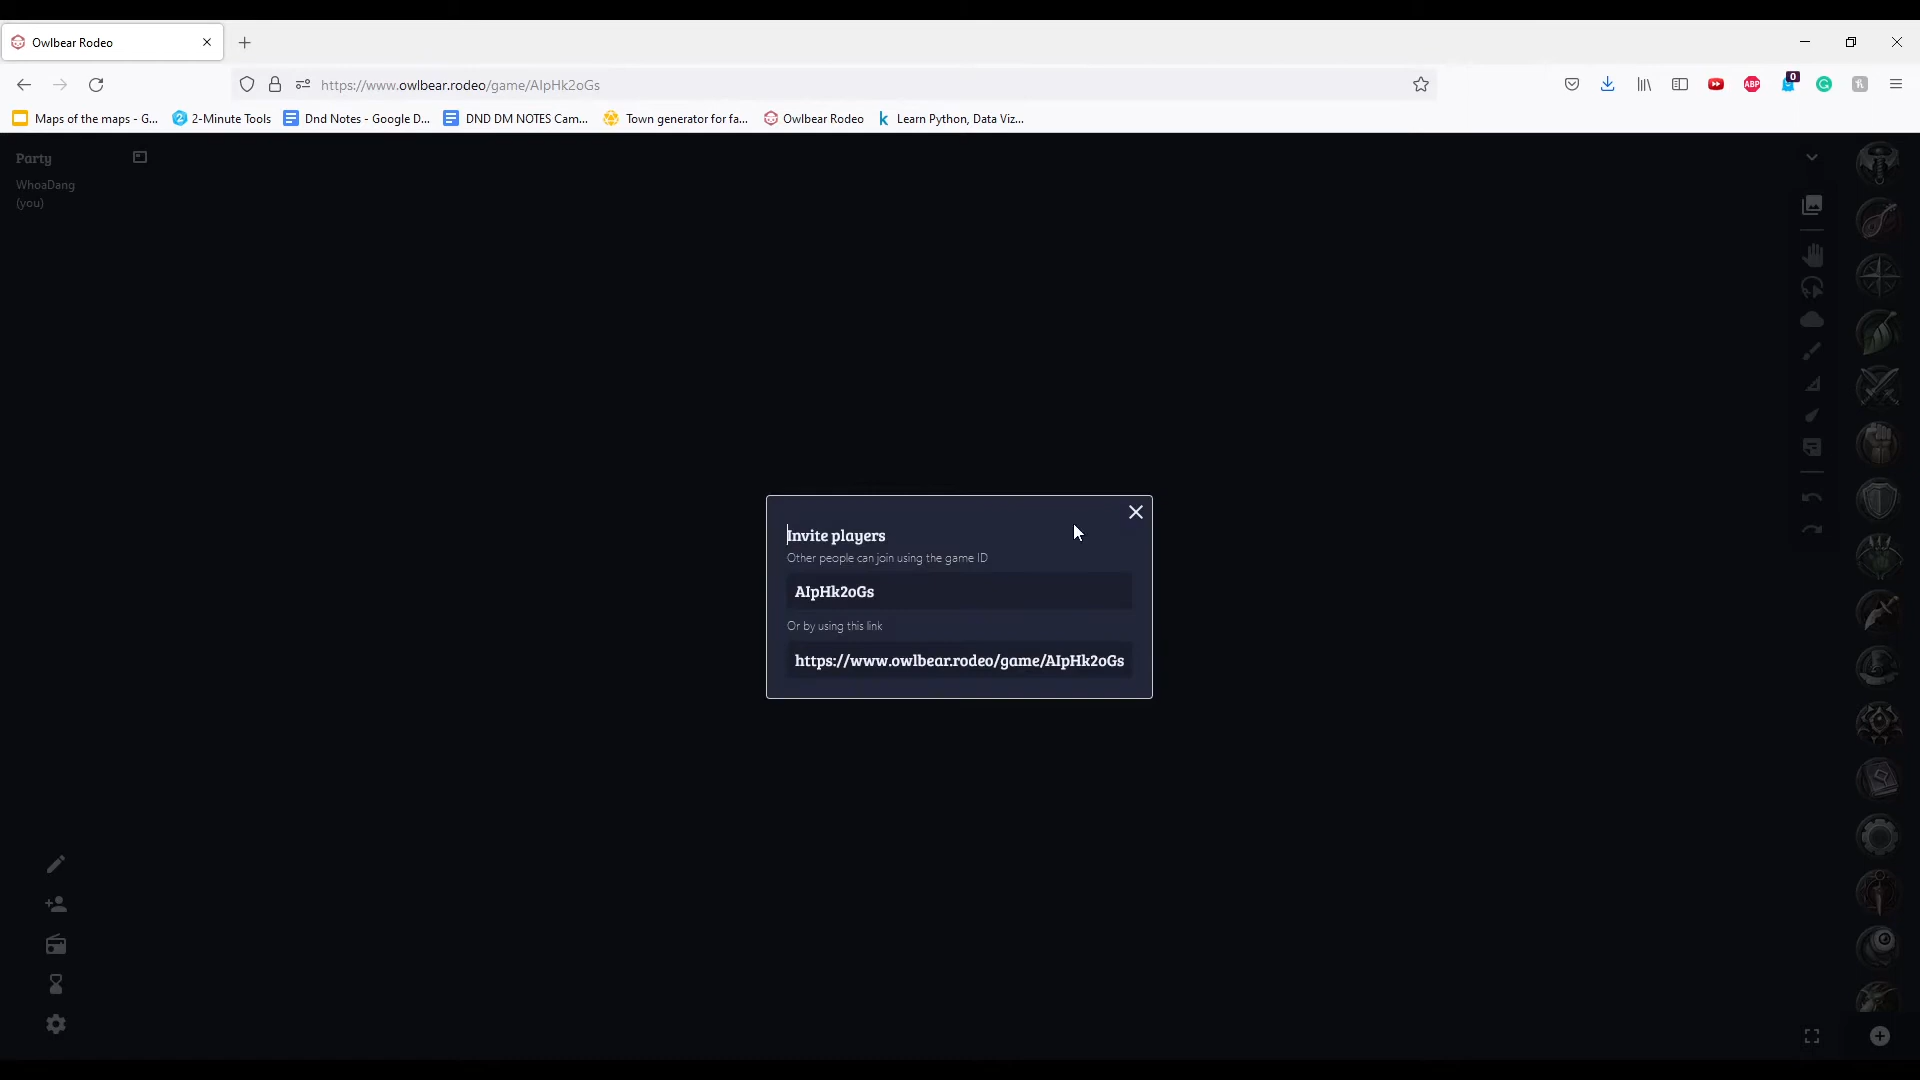 Owlbear Rodeo
https://www.owlbear.rodeo/game/AIpHk2oGs
ABP
0
Maps of the maps - G...
2-Minute Tools
Dnd Notes - Google D...
DND DM NOTES Cam...
Town generator for fa...
Owlbear Rodeo
k
Learn Python, Data Viz...
Party
WhoaDang
(you)
Invite players
Other people can join using the game ID
AIpHk2oGs
Or by using this link
https://www.owlbear.rodeo/game/AIpHk2oGs